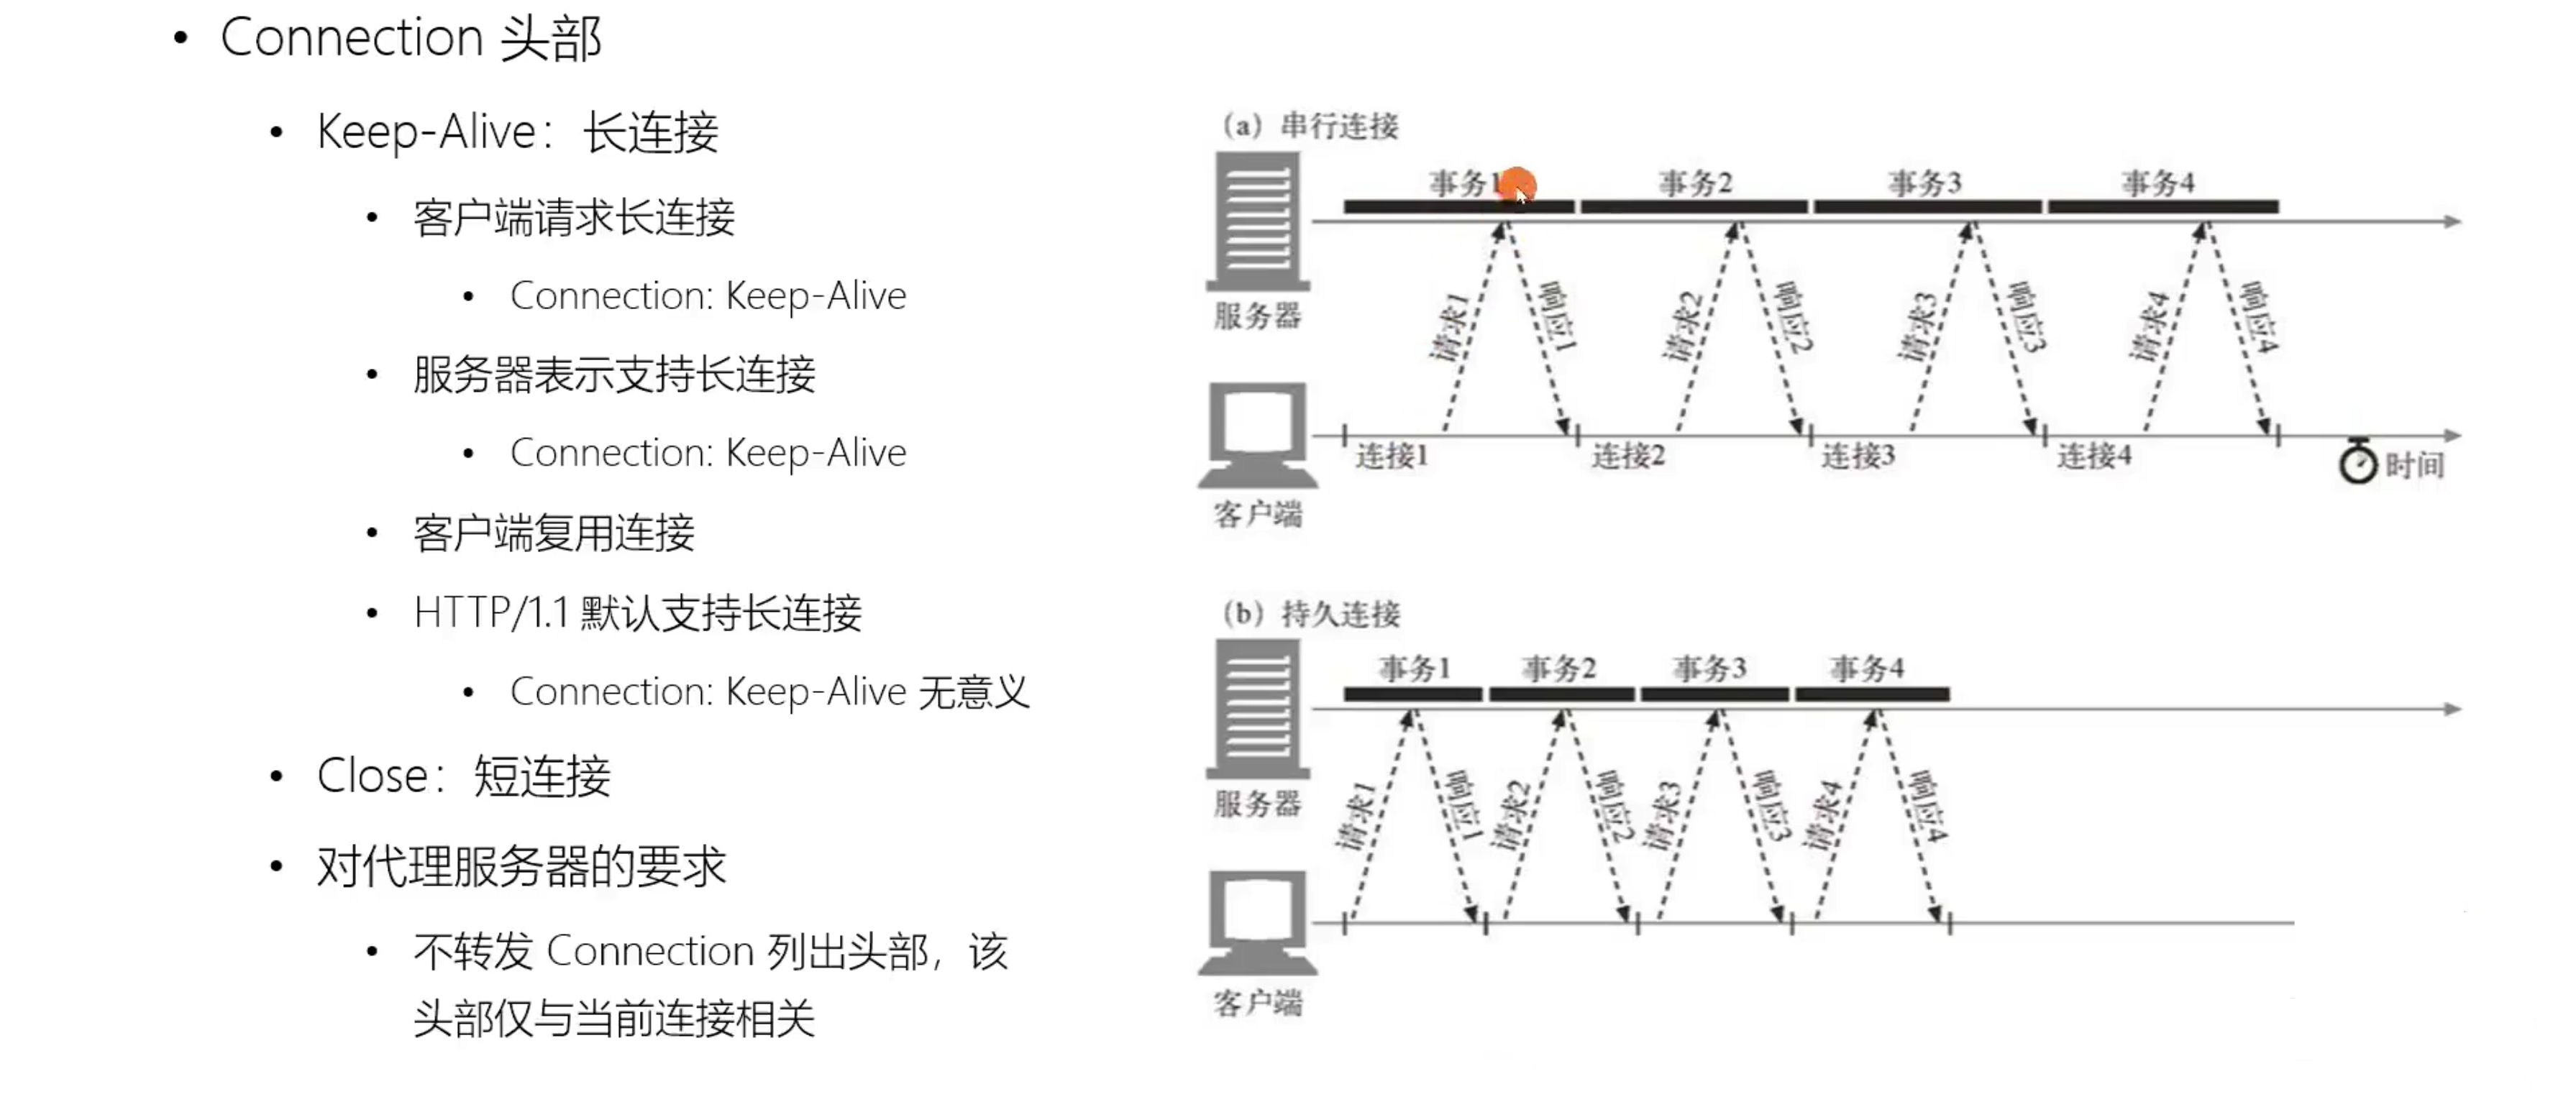 Connection 头部
Keep-Alive：长连接
客户端请求长连接
Connection: Keep-Alive
服务器表示支持长连接
Connection: Keep-Alive
客户端复用连接
HTTP/1.1 默认支持长连接
Connection: Keep-Alive 无意义
Close：短连接
对代理服务器的要求
不转发 Connection 列出头部，该
头部仅与当前连接相关
(a) 串行连接
事务1
事务2
事务3
事务4
请求1
响应1
请求2
响应2
请求3
响应3
请求4
响应4
服务器
连接1
连接2
连接3
连接4
时间
客户端
(b) 持久连接
事务1
事务2
事务3
事务4
请求1
响应1
请求2
响应2
请求3
响应3
请求4
响应4
服务器
客户端